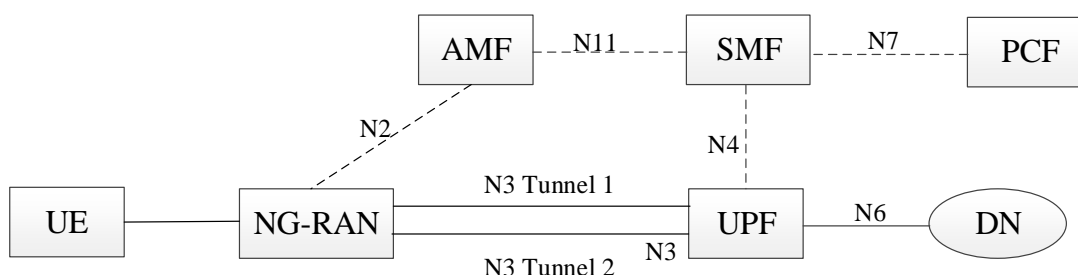 AMF
N11
SMF
N7
PCF
N2
N4
N3 Tunnel 1
UE
NG-RAN
UPF
N6
DN
N3
N3 Tunnel 2